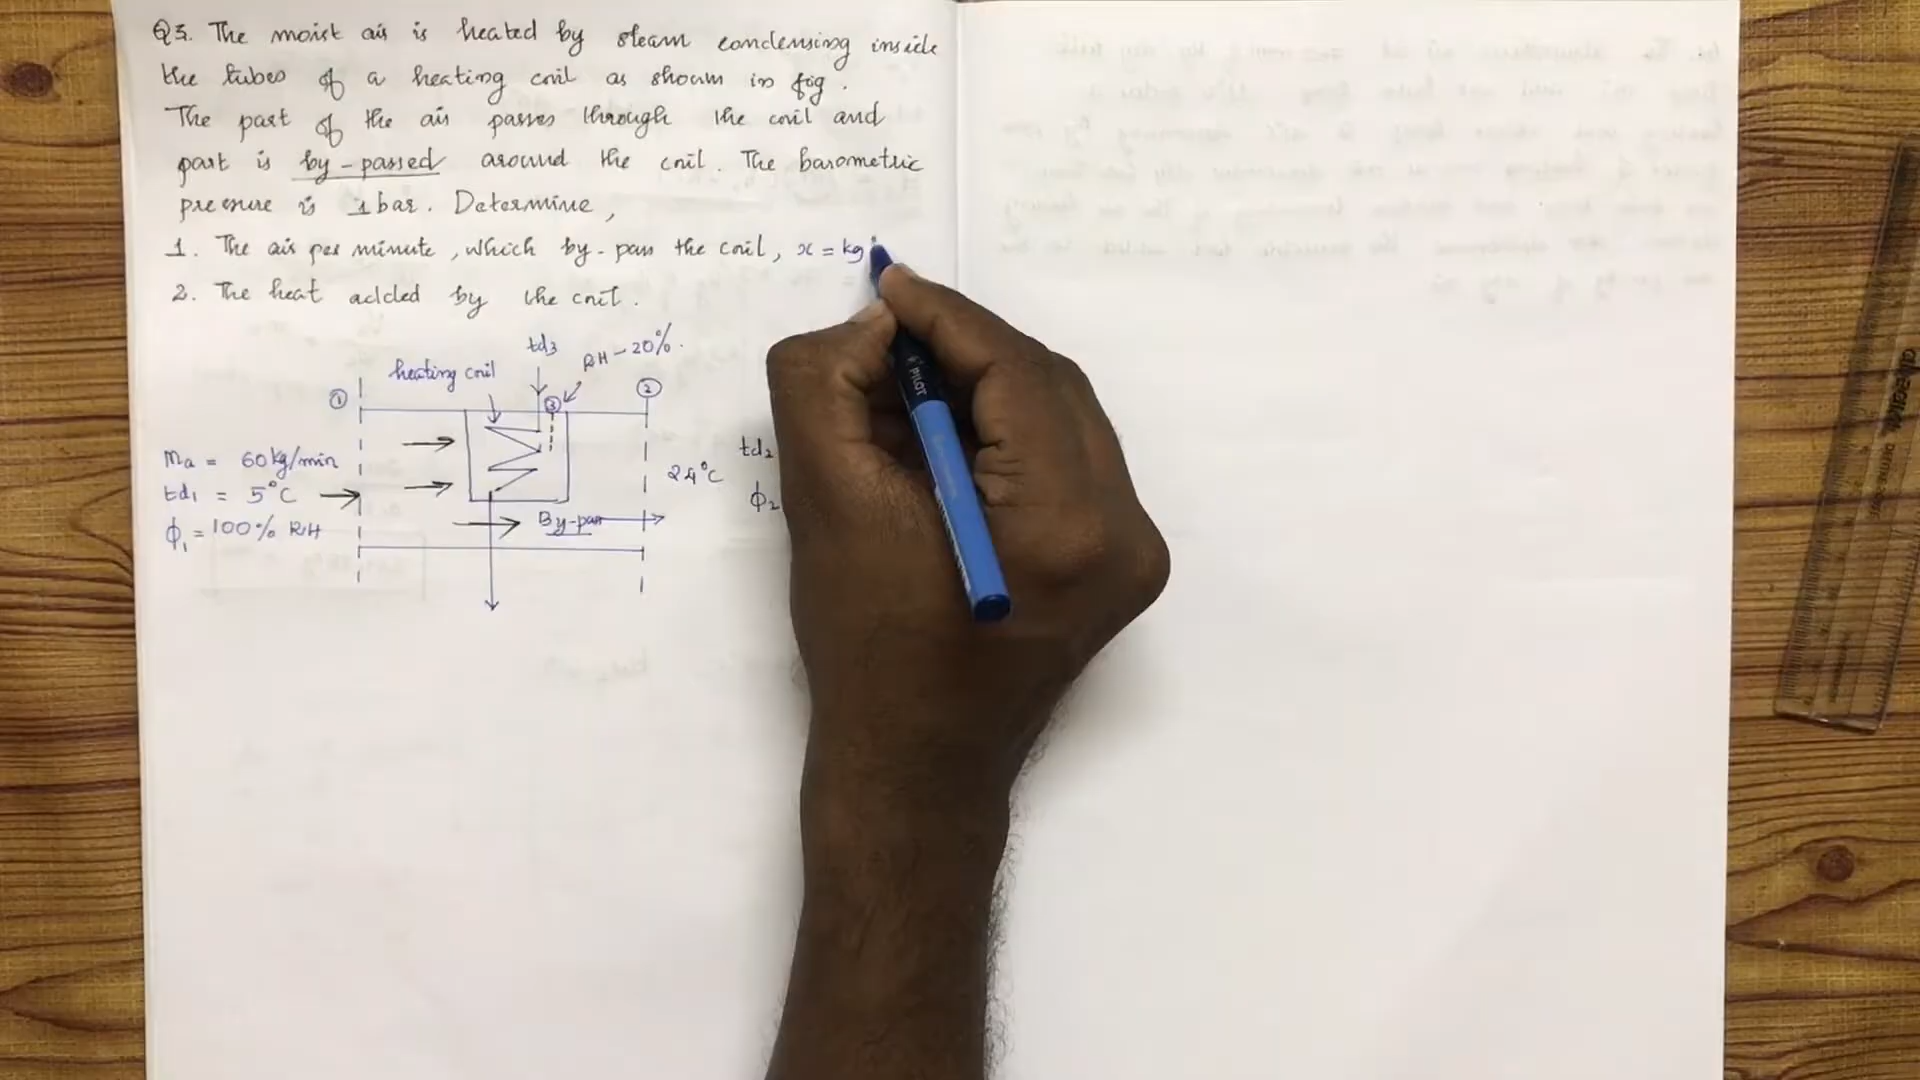 Q5. The moist air is heated by steam condensing inside
the tubes of a heating coil as shown in fig.
The part of the air passes through the coil and
part is by-passed around the coil. The barometric
pressure is 1 bar. Determine,
1. The air per minute, which by-pass the coil, x = kg
2. The heat added by the coil.
td3
RH - 20%.
heating coil
1
3
2
ma = 60kg/min
td1 = 5°C
ϕ1 = 100% RH
By-pass
24°C
td2
ϕ2
PILOT